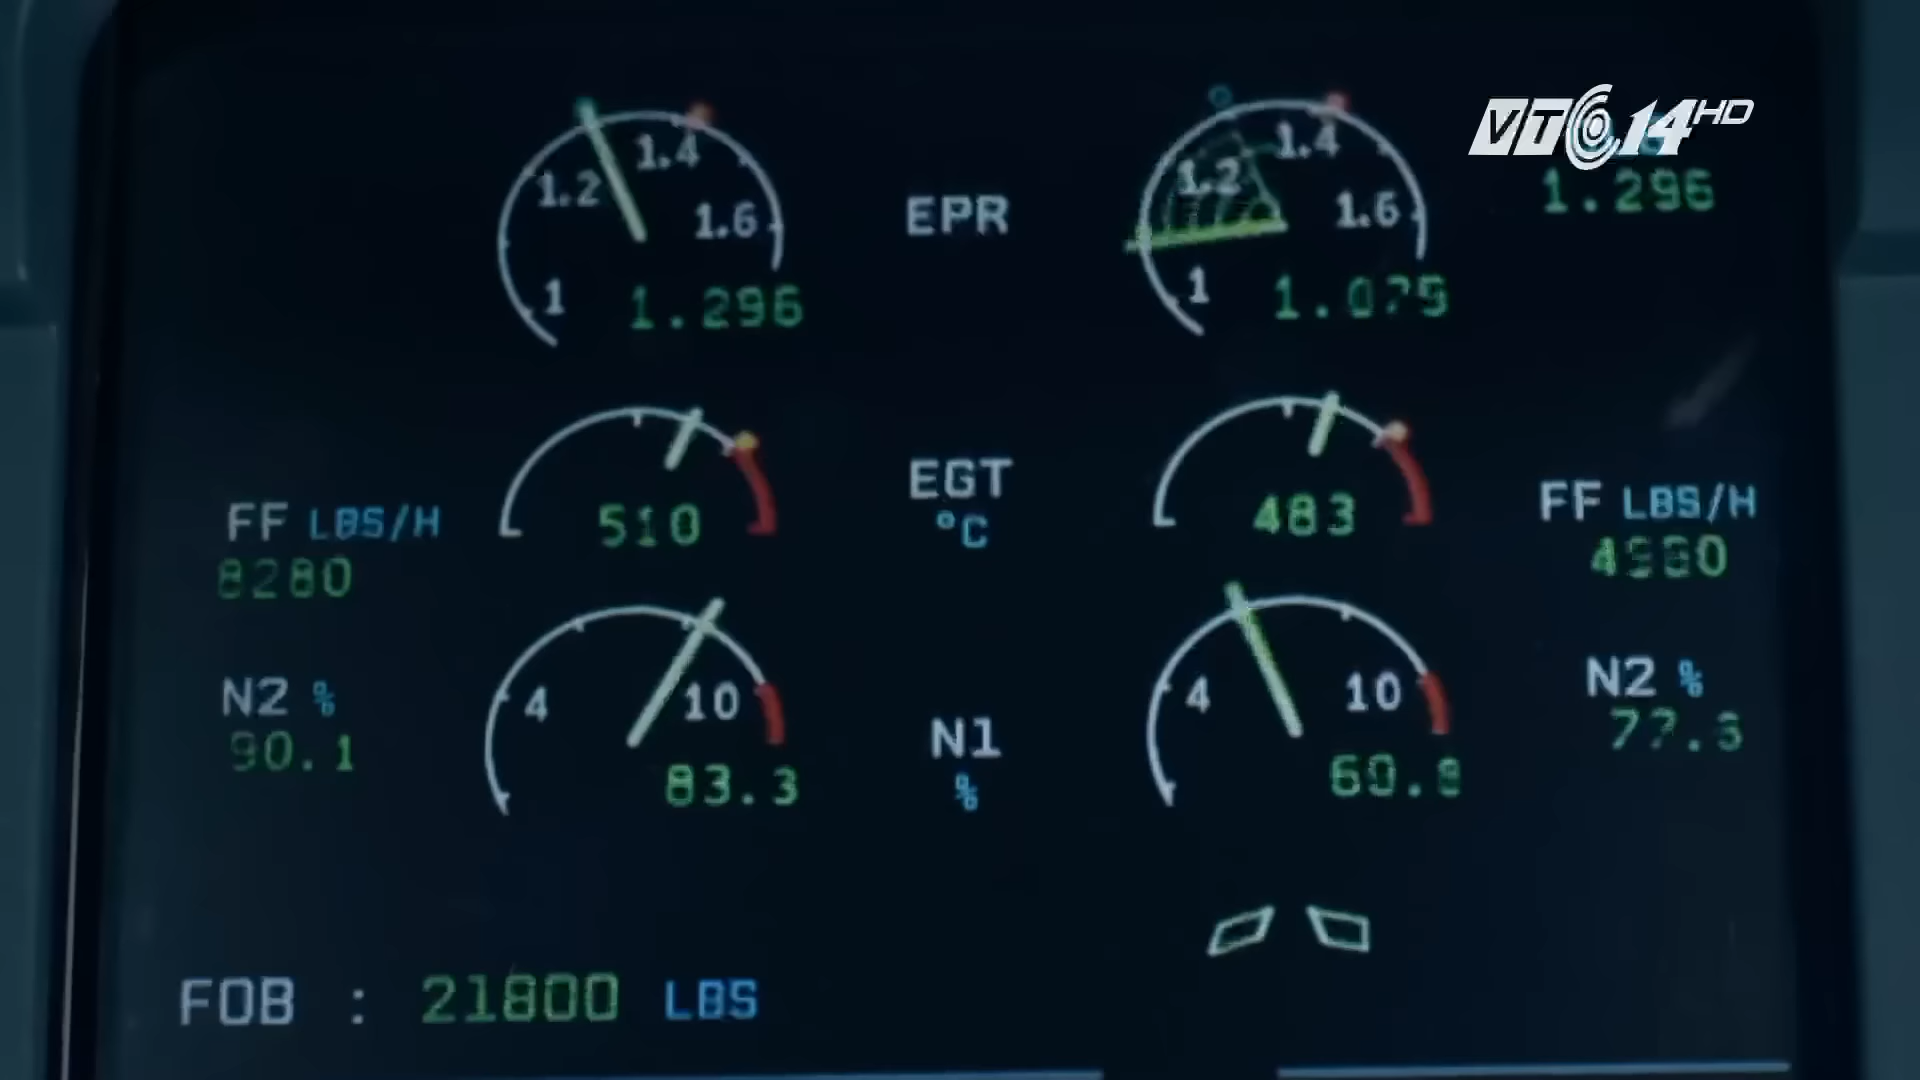 VTC14 HD
1.2 1.4 1.6 1
1.296
EPR
1.2 1.4 1.6 1
1.079
1.296
FF LBS/H
8280
510
EGT
°C
483
FF LBS/H
N2 %
90.1
4 10
83.3
N1
%
4 10
N2 %
FOB : 21800 LBS